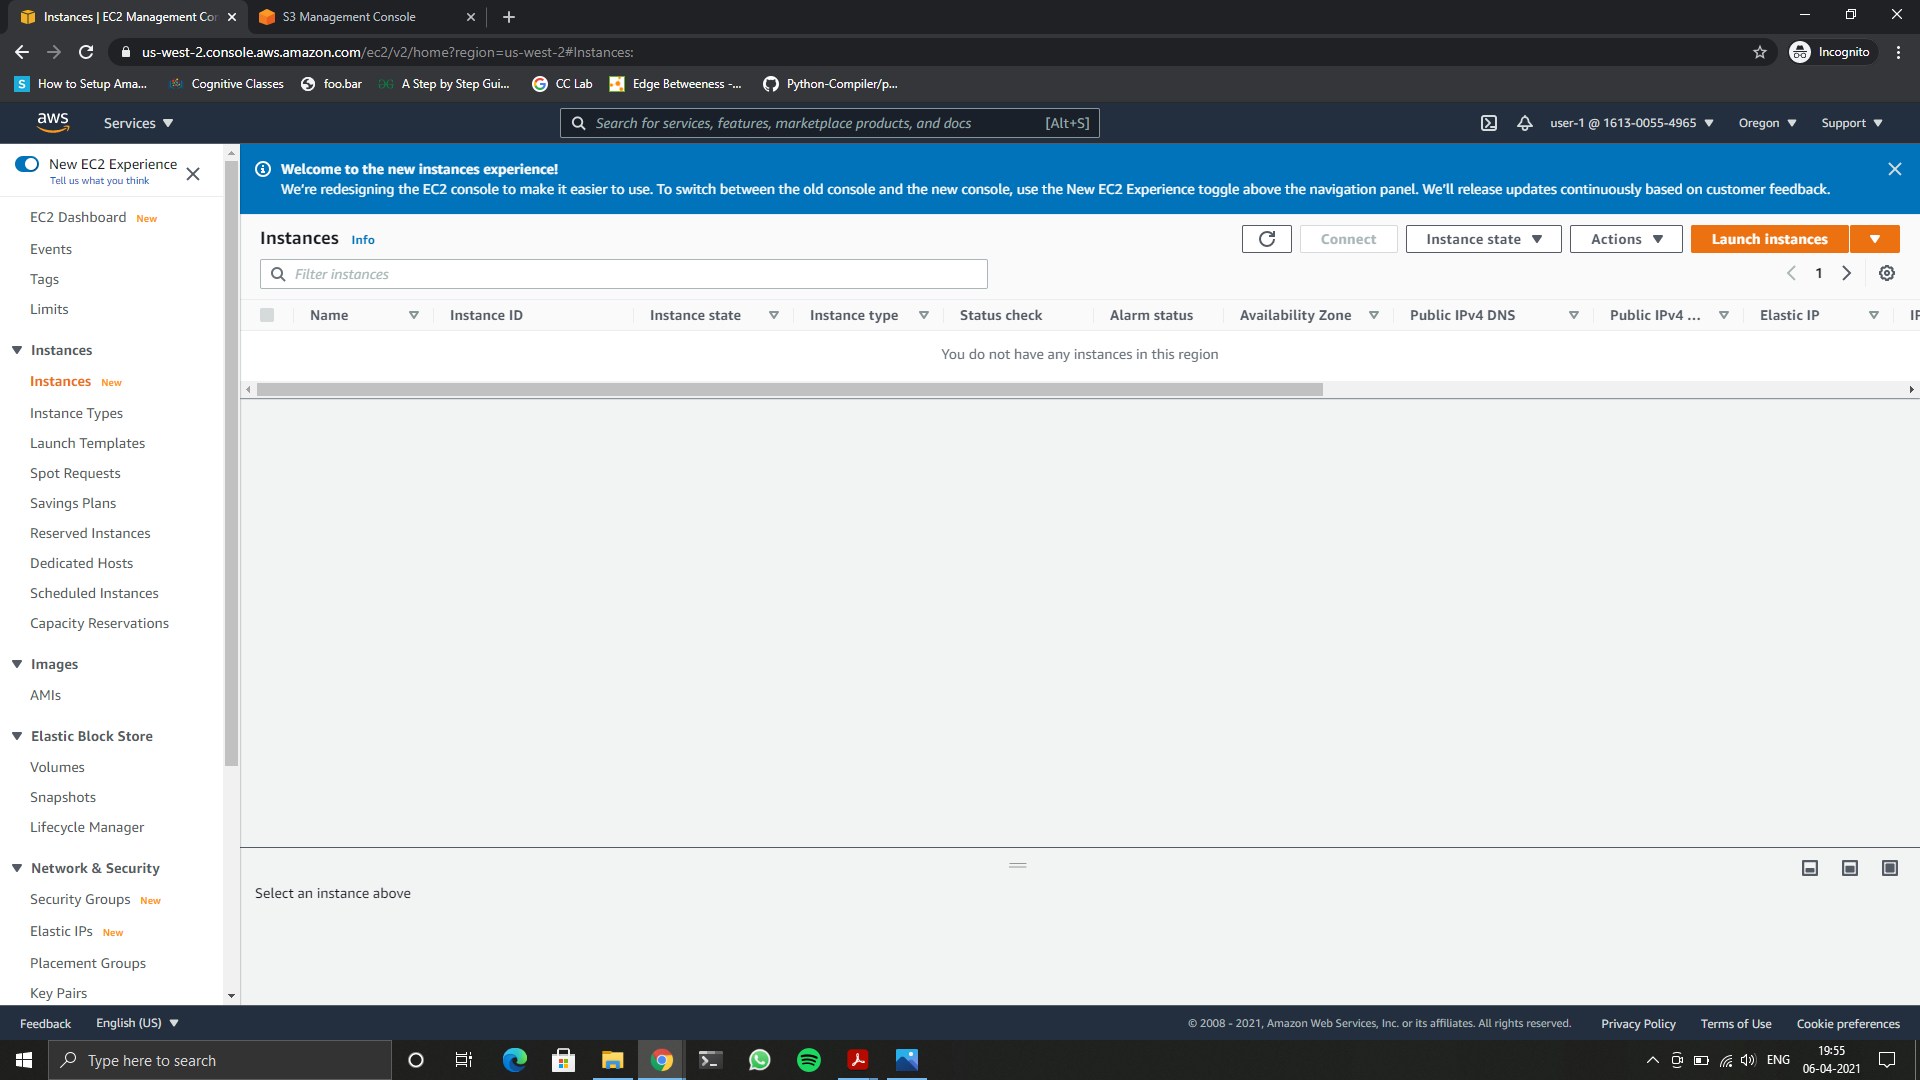 Instances | EC2 Management Con
S3 Management Console
us-west-2.console.aws.amazon.com/ec2/v2/home?region=us-west-2#Instances:
Incognito
How to Setup Ama...
Cognitive Classes
foo.bar
A Step by Step Gui...
CC Lab
Edge Betweeness -...
Python-Compiler/p...
aws
Services
Search for services, features, marketplace products, and docs
[Alt+S]
user-1 @ 1613-0055-4965
Oregon
Support
New EC2 Experience
Tell us what you think
Welcome to the new instances experience!
We're redesigning the EC2 console to make it easier to use. To switch between the old console and the new console, use the New EC2 Experience toggle above the navigation panel. We'll release updates continuously based on customer feedback.
EC2 Dashboard New
Events
Tags
Limits
Instances
Instances New
Instance Types
Launch Templates
Spot Requests
Savings Plans
Reserved Instances
Dedicated Hosts
Scheduled Instances
Capacity Reservations
Images
AMIs
Elastic Block Store
Volumes
Snapshots
Lifecycle Manager
Network & Security
Security Groups New
Elastic IPs New
Placement Groups
Key Pairs
Instances Info
Connect
Instance state
Actions
Launch instances
Filter instances
1
Name
Instance ID
Instance state
Instance type
Status check
Alarm status
Availability Zone
Public IPv4 DNS
Public IPv4 ...
Elastic IP
You do not have any instances in this region
Select an instance above
Feedback
English (US)
© 2008 - 2021, Amazon Web Services, Inc. or its affiliates. All rights reserved.
Privacy Policy
Terms of Use
Cookie preferences
Type here to search
ENG
19:55
06-04-2021